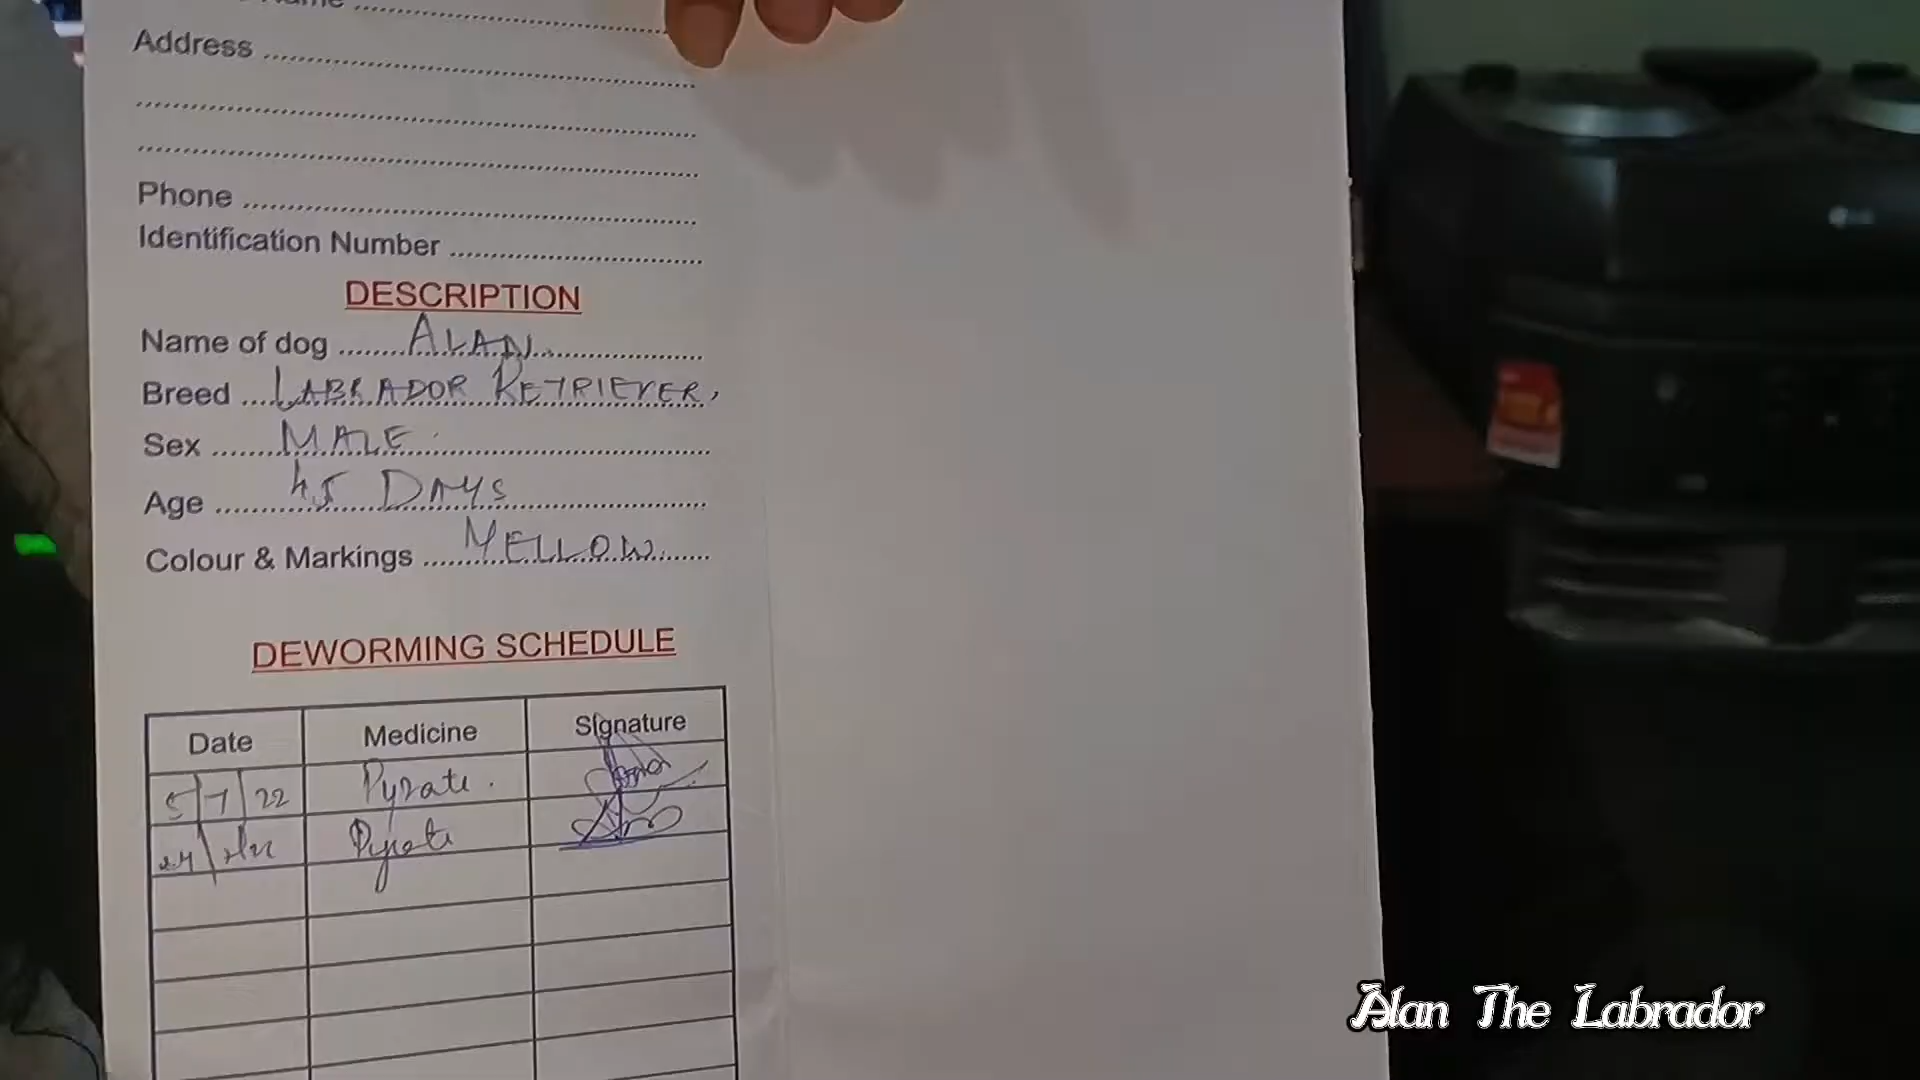 Name ........................
Address ........................
........................
........................
Phone ........................
Identification Number ........................
DESCRIPTION
Name of dog ........ALAN........
Breed ....LABRADOR RETRIEVER,
Sex .......MALE........
Age ........45 DAYS........
Colour & Markings ........YELLOW.......
DEWORMING SCHEDULE
Date Medicine Signature
5/7/22 Pyrate.
Pyrate
Alan The Labrador